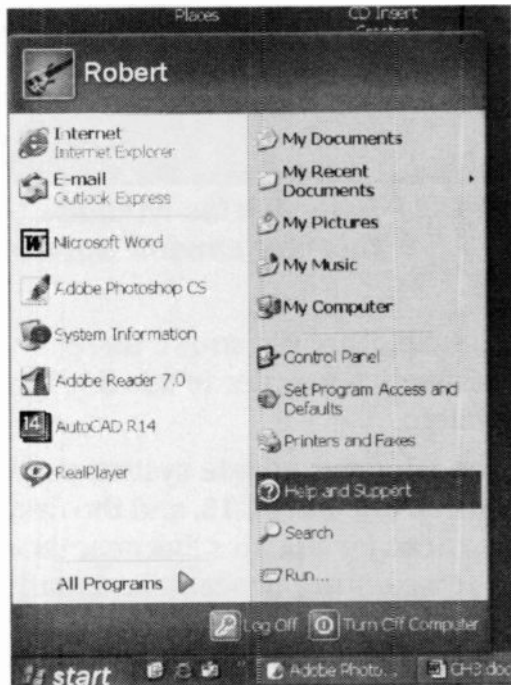 Places
CD Insert
Creator
Robert
Internet
Internet Explorer
E-mail
Outlook Express
Microsoft Word
Adobe Photoshop CS
System Information
Adobe Reader 7.0
AutoCAD R14
RealPlayer
All Programs
My Documents
My Recent
Documents
My Pictures
My Music
My Computer
Control Panel
Set Program Access and
Defaults
Printers and Faxes
Help and Support
Search
Run...
Log Off
Turn Off Computer
start
Adobe Photo...
CH3.doc